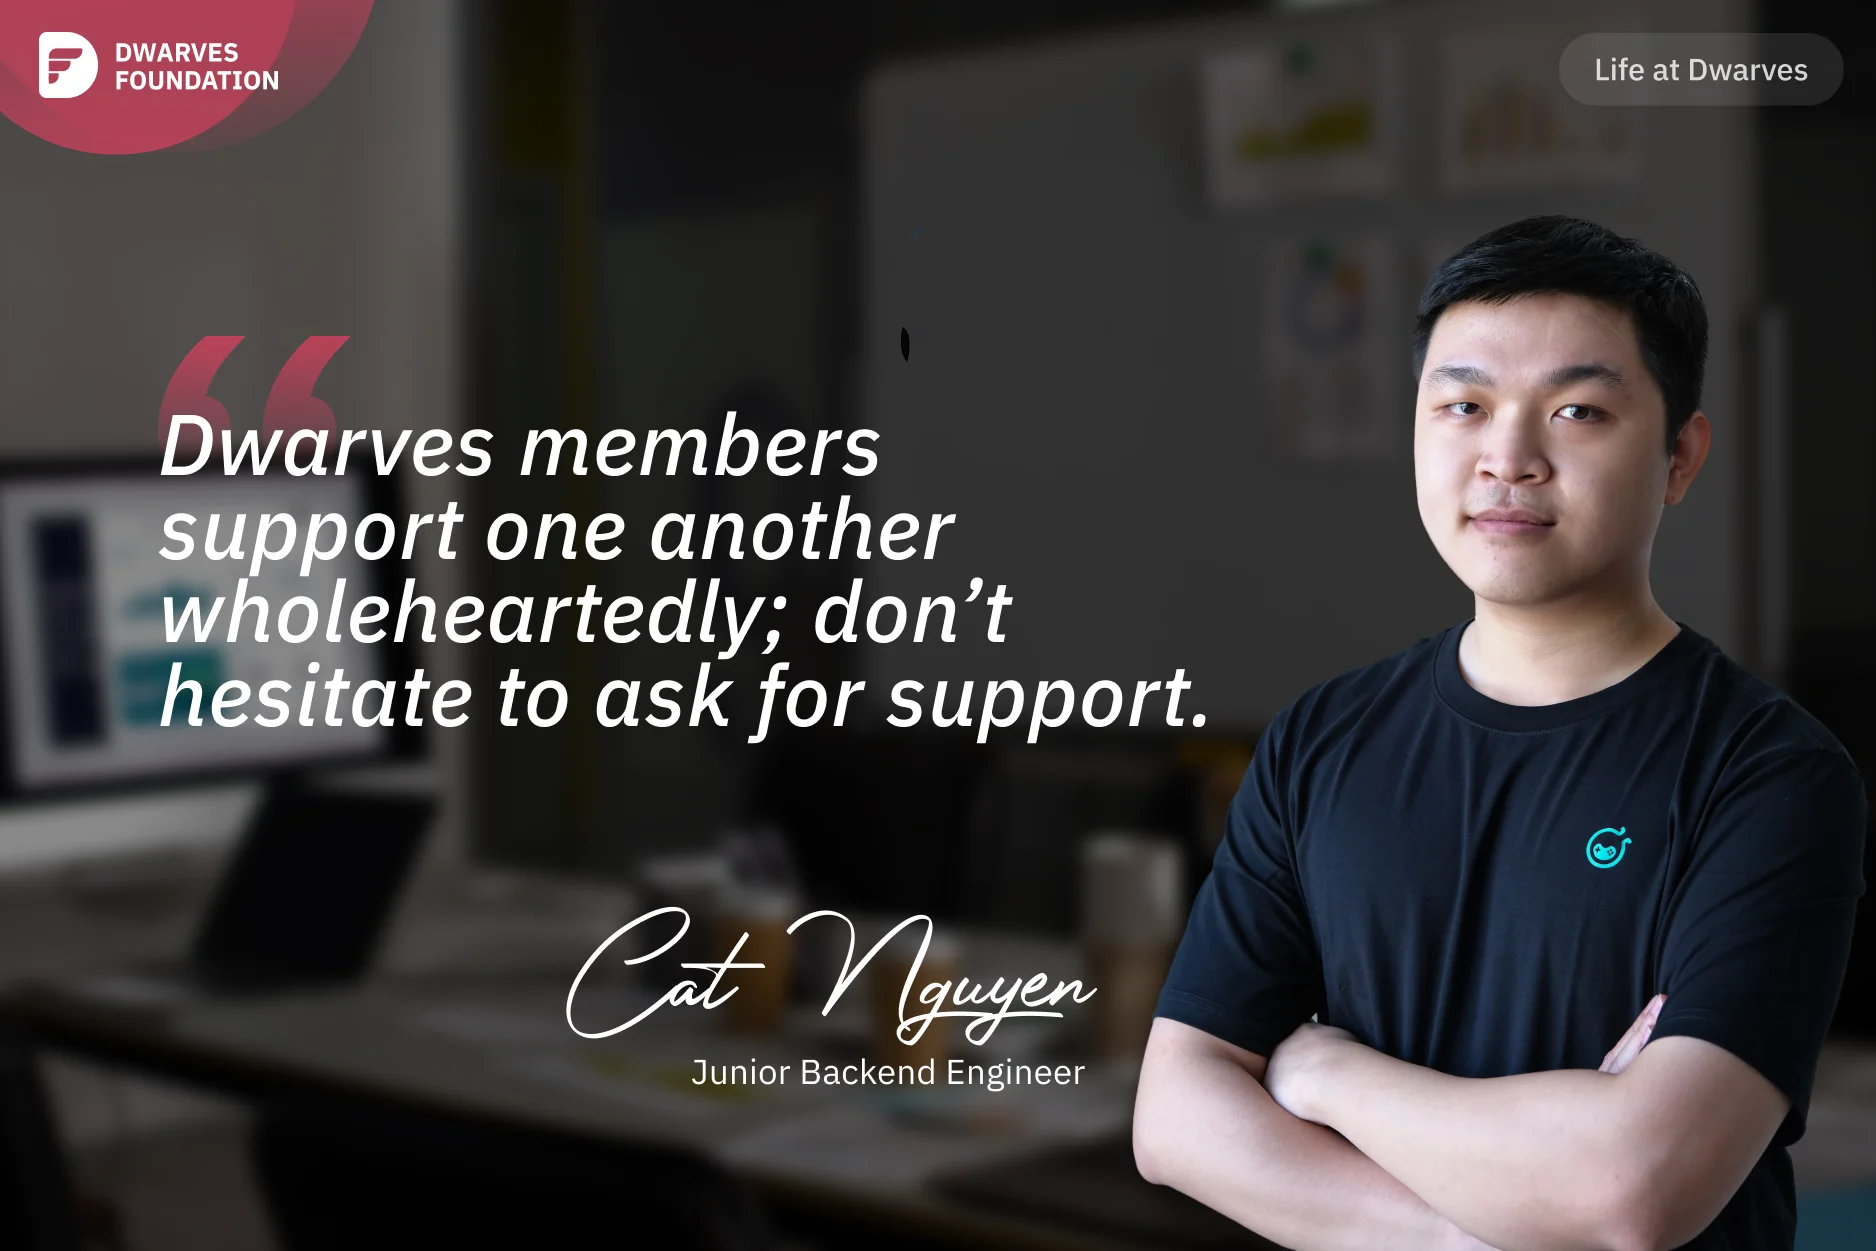 DWARVES
FOUNDATION
Life at Dwarves
“
Dwarves members
support one another
wholeheartedly; don’t
hesitate to ask for support.
Cat Nguyen
Junior Backend Engineer